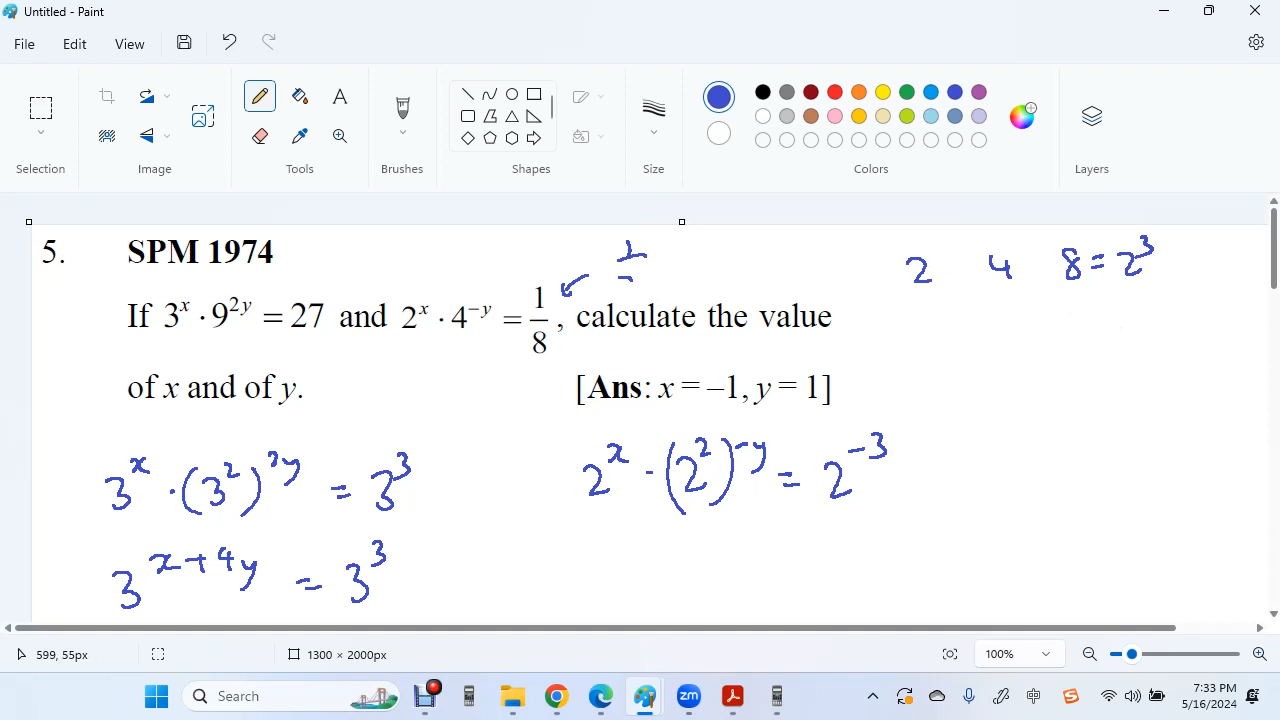 Untitled - Paint
File Edit View
Selection Image Tools Brushes Shapes Size Colors Layers
5. SPM 1974
If 3^x · 9^{2y} = 27 and 2^x · 4^{-y} = 1/8, calculate the value
of x and of y. [Ans: x = –1, y = 1]
2 4 8 = 2^3
3^x · (3^2)^{2y} = 3^3
2^x · (2^2)^{-y} = 2^{-3}
3^{x+4y} = 3^3
599, 55px 1300 × 2000px 100%
Search zm 7:33 PM
5/16/2024